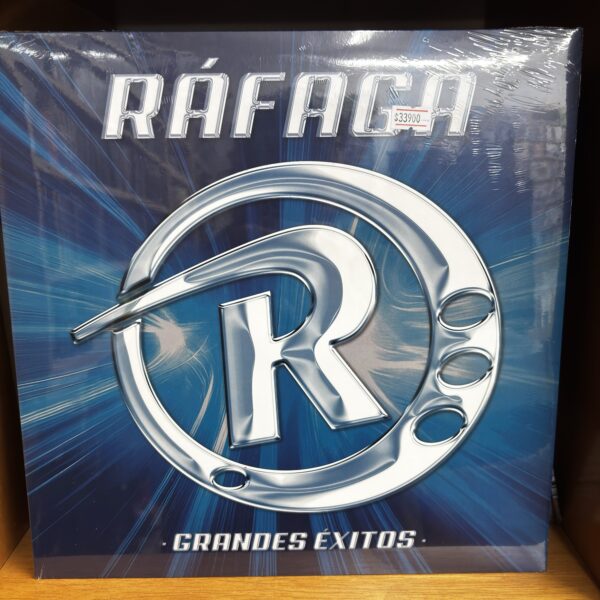 RÁFAGA
$33900
R
· GRANDES ÉXITOS ·